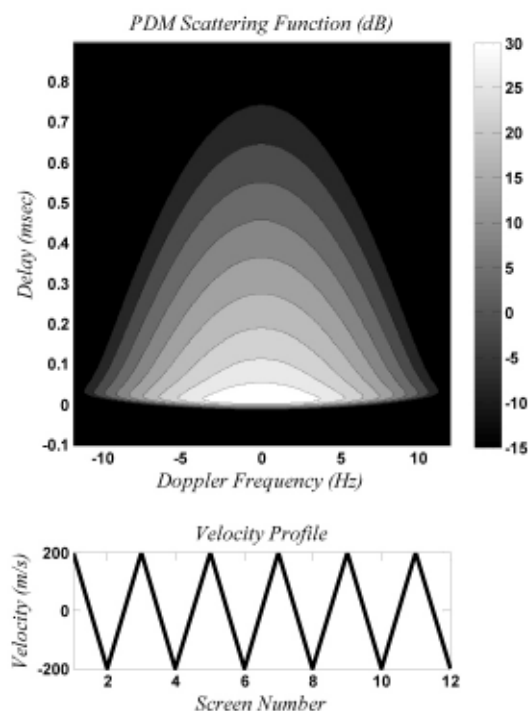 PDM Scattering Function (dB)
0.8
0.7
0.6
0.5
0.4
0.3
0.2
0.1
0
-0.1
Delay (msec)
-10 -5 0 5 10
Doppler Frequency (Hz)
30
25
20
15
10
5
0
-5
-10
-15
Velocity Profile
200
0
-200
Velocity (m/s)
2 4 6 8 10 12
Screen Number